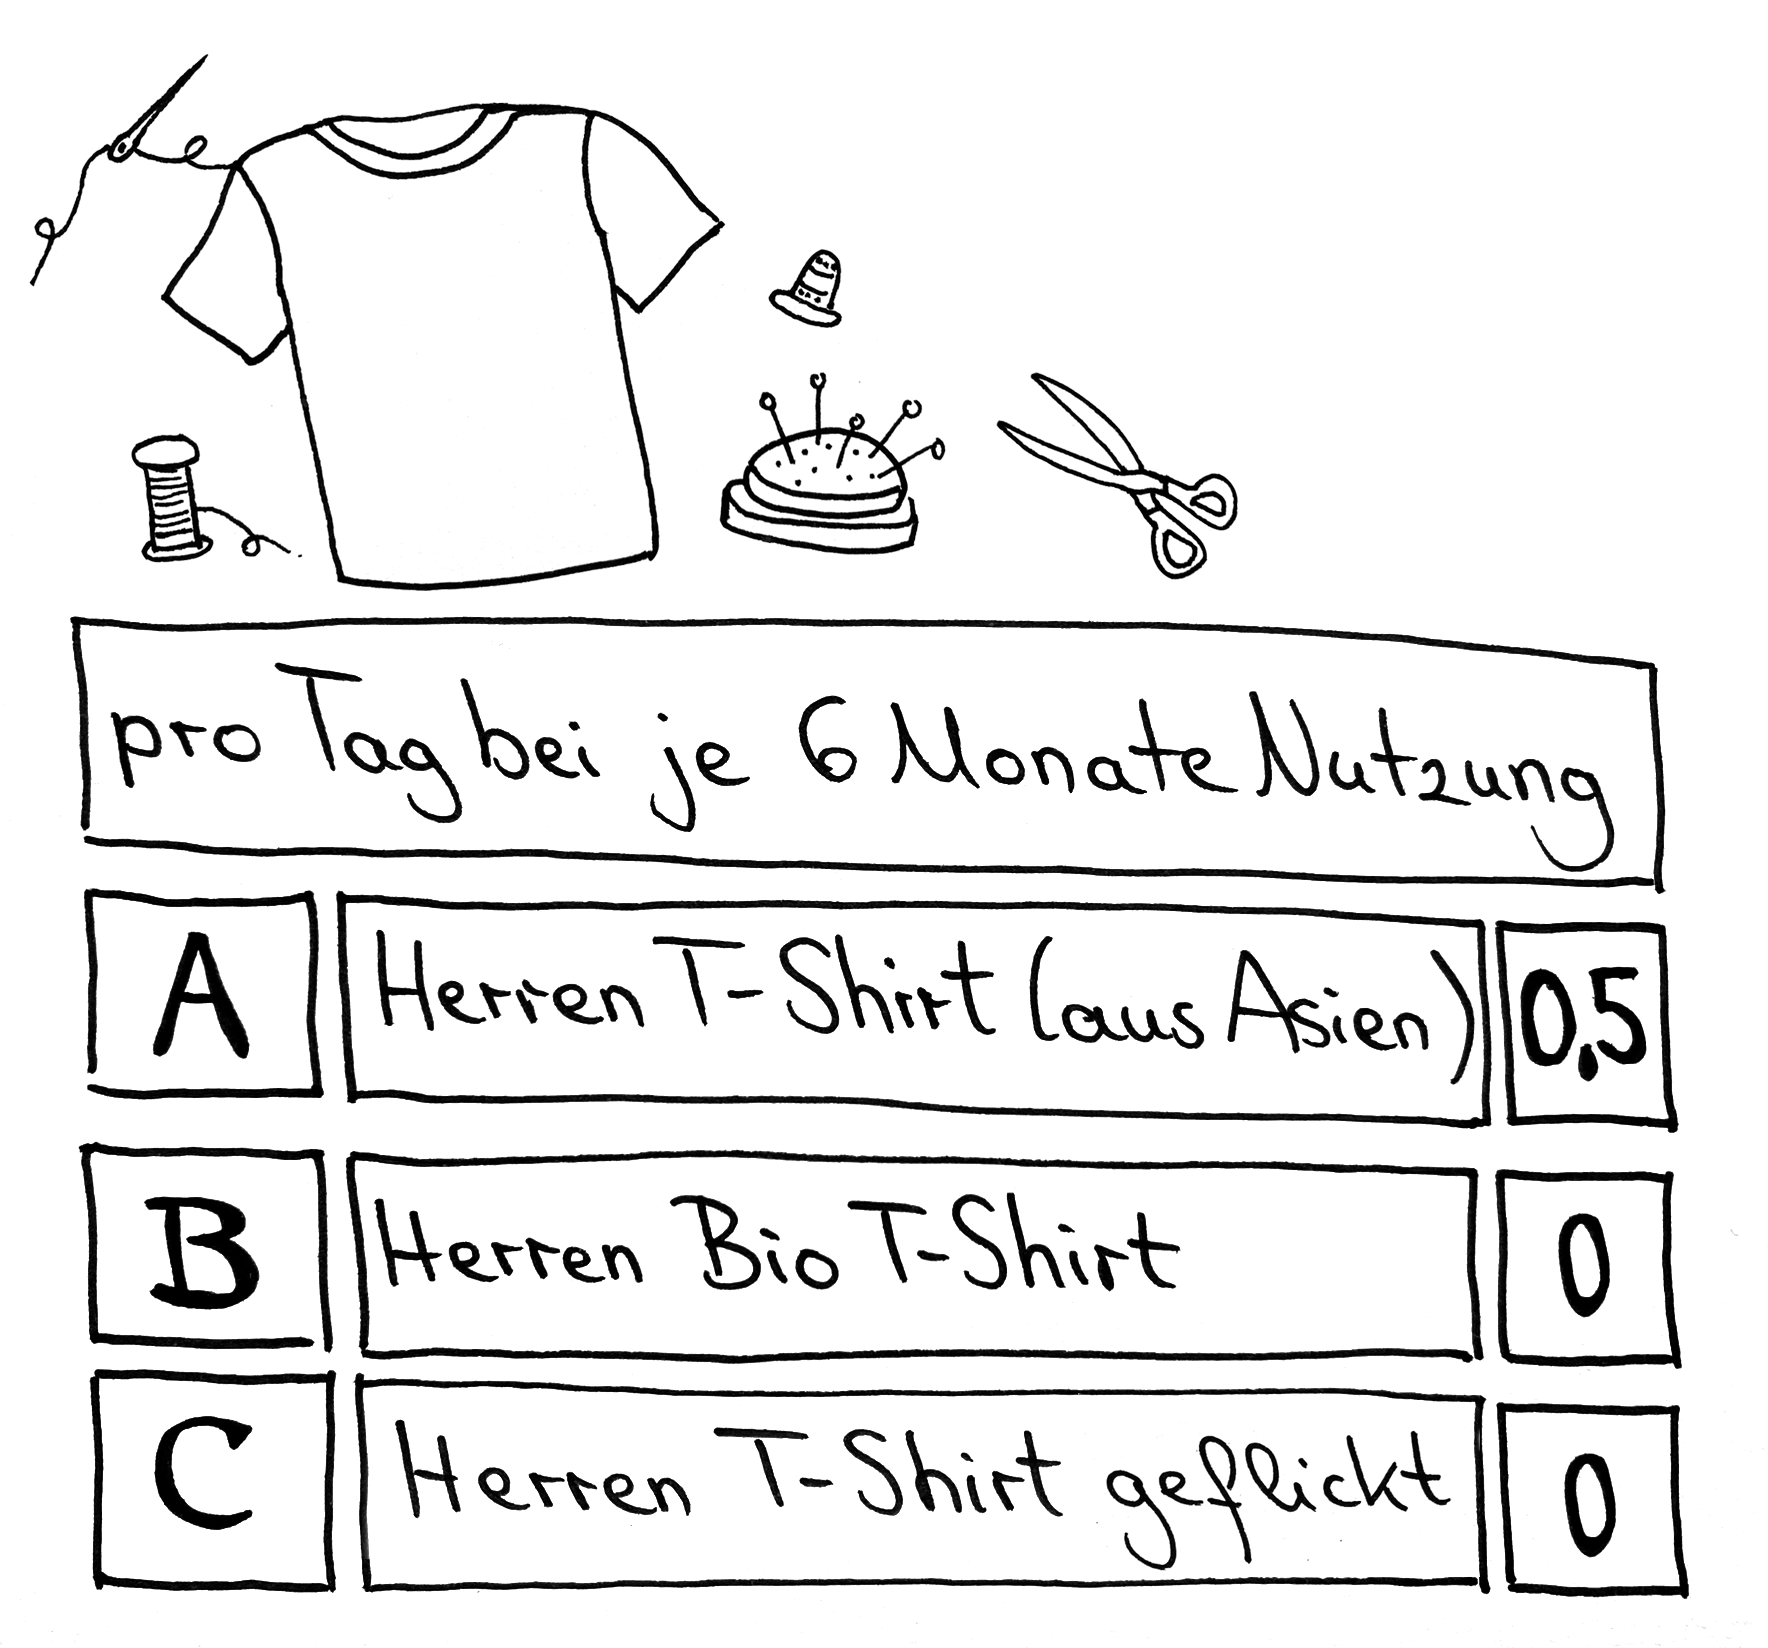 pro Tag bei je 6 Monate Nutzung
A Herren T-Shirt (aus Asien) 0,5
B Herren Bio T-Shirt 0
C Herren T-Shirt geflickt 0